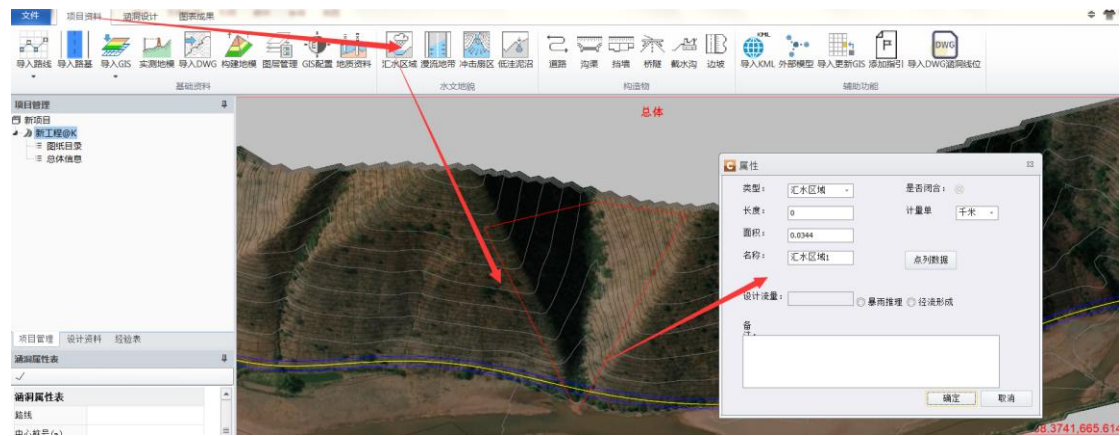 文件 项目资料 涵洞设计 图表成果
导入路线 导入路基 导入GIS 实测地模 导入DWG 构建地模 图层管理 GIS配置 地质资料 汇水区域 漫流地带 冲击扇区 低洼泥沼 道路 沟渠 挡墙 桥隧 截水沟 边坡 导入KML 外部模型 导入更新GIS 添加指引 导入DWG涵洞线位
基础资料 水文地貌 构造物 辅助功能
项目管理
新项目
新工程@K
图纸目录
总体信息
总体
属性
类型： 汇水区域 是否闭合：
长度： 0 计量单 千米
面积： 0.0344
名称： 汇水区域1 点列数据
设计流量： 暴雨推理 径流形成
备
注：
确定 取消
项目管理 设计资料 经验表
涵洞属性表
涵洞属性表
路线
中心桩号(m)
38.3741,665.614